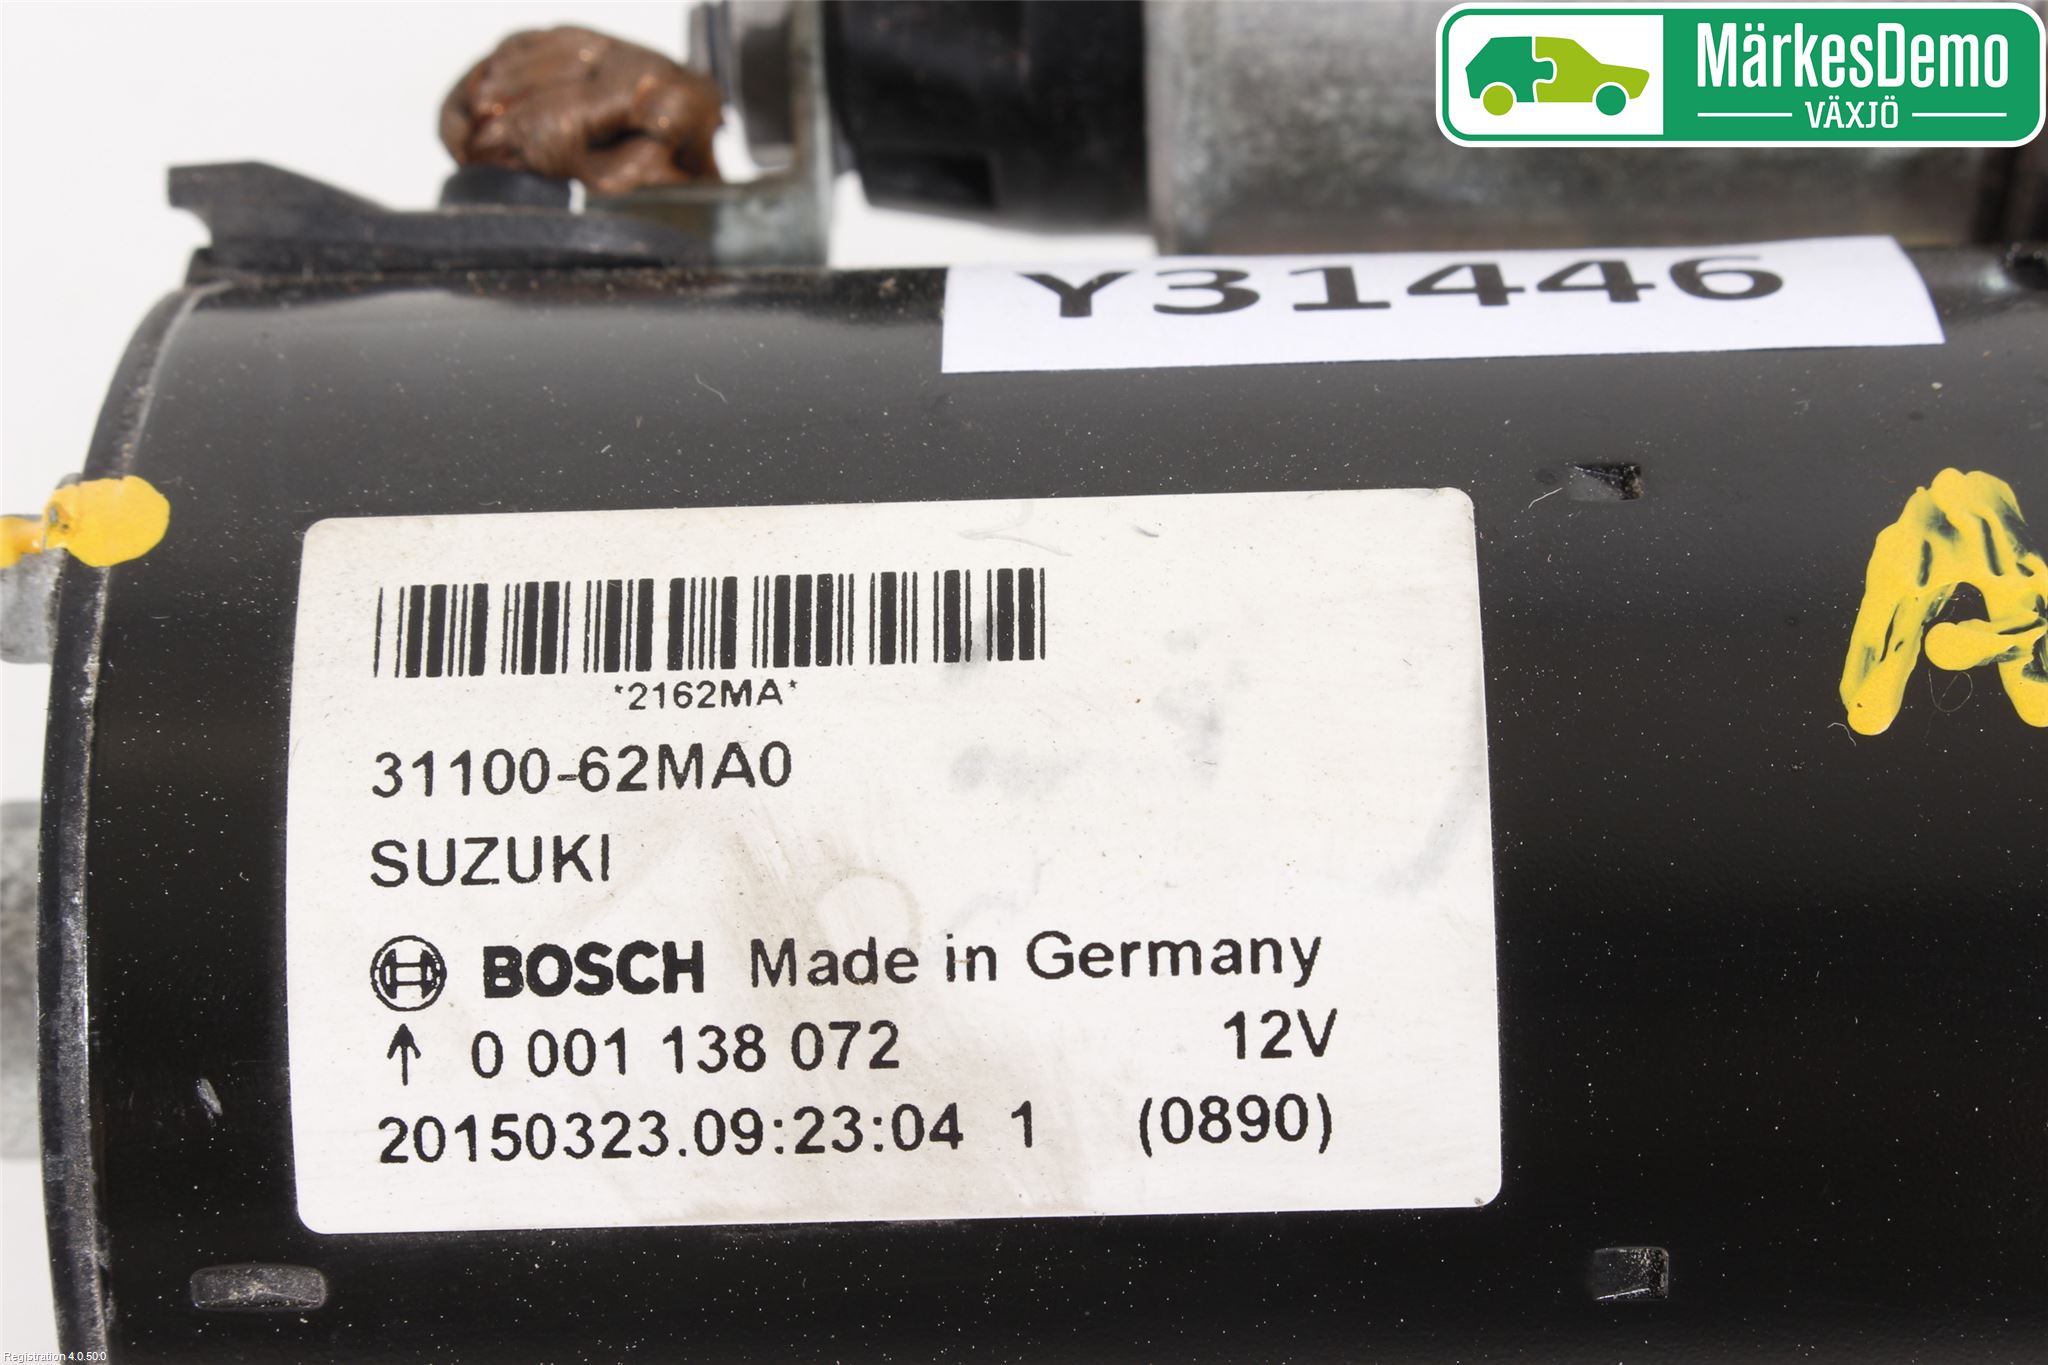 MärkesDemo
VÄXJÖ
Y31446
A
*2162MA*
31100-62MA0
SUZUKI
BOSCH Made in Germany
↑ 0 001 138 072 12V
20150323.09:23:04 1 (0890)
Registration 4.0.50.0